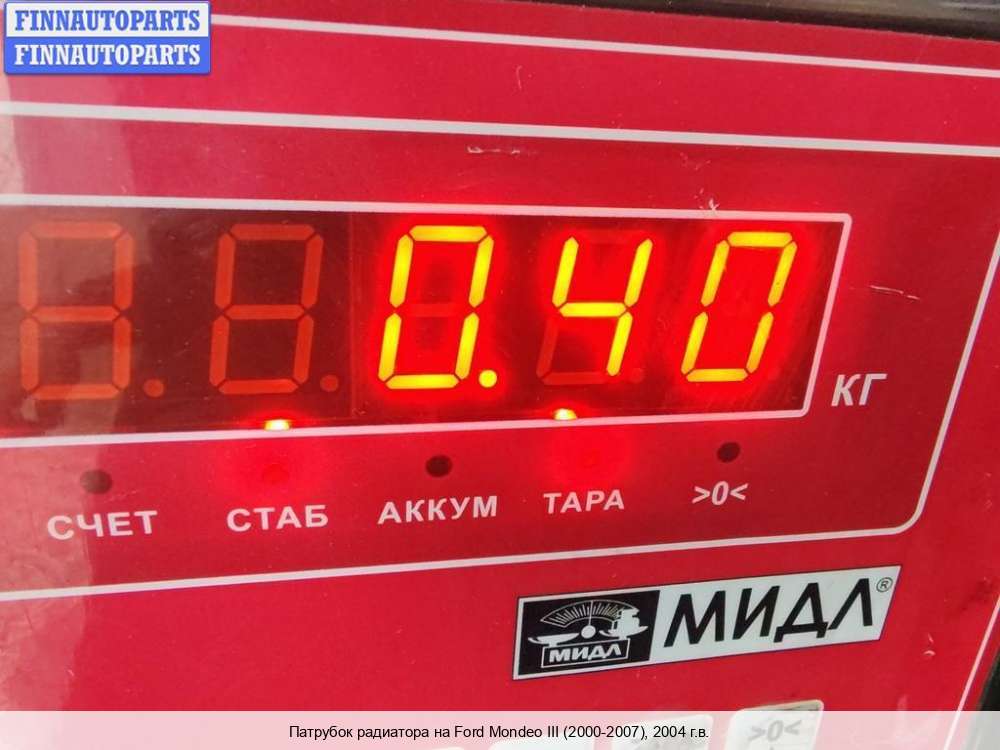 FINNAUTOPARTS
FINNAUTOPARTS
0.40
КГ
СЧЕТ СТАБ АККУМ ТАРА >0<
МИДЛ МИДЛ®
>0<
Патрубок радиатора на Ford Mondeo III (2000-2007), 2004 г.в.